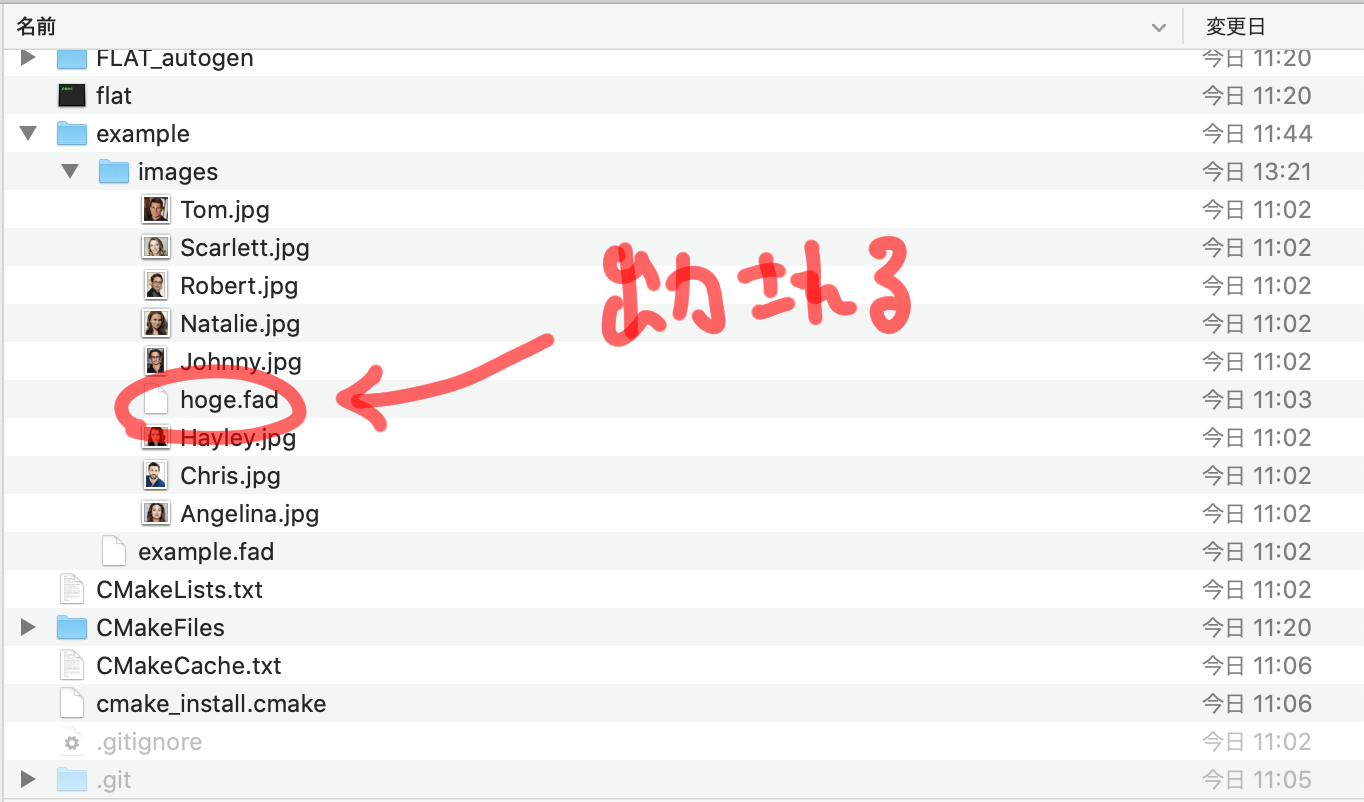 名前 変更日
FLAT_autogen 今日 11:20
flat 今日 11:20
example 今日 11:44
images 今日 13:21
Tom.jpg 今日 11:02
Scarlett.jpg 今日 11:02
Robert.jpg 今日 11:02
出力される
Natalie.jpg 今日 11:02
Johnny.jpg 今日 11:02
hoge.fad 今日 11:03
Hayley.jpg 今日 11:02
Chris.jpg 今日 11:02
Angelina.jpg 今日 11:02
example.fad 今日 11:02
CMakeLists.txt 今日 11:02
CMakeFiles 今日 11:20
CMakeCache.txt 今日 11:06
cmake_install.cmake 今日 11:06
.gitignore 今日 11:02
.git 今日 11:05